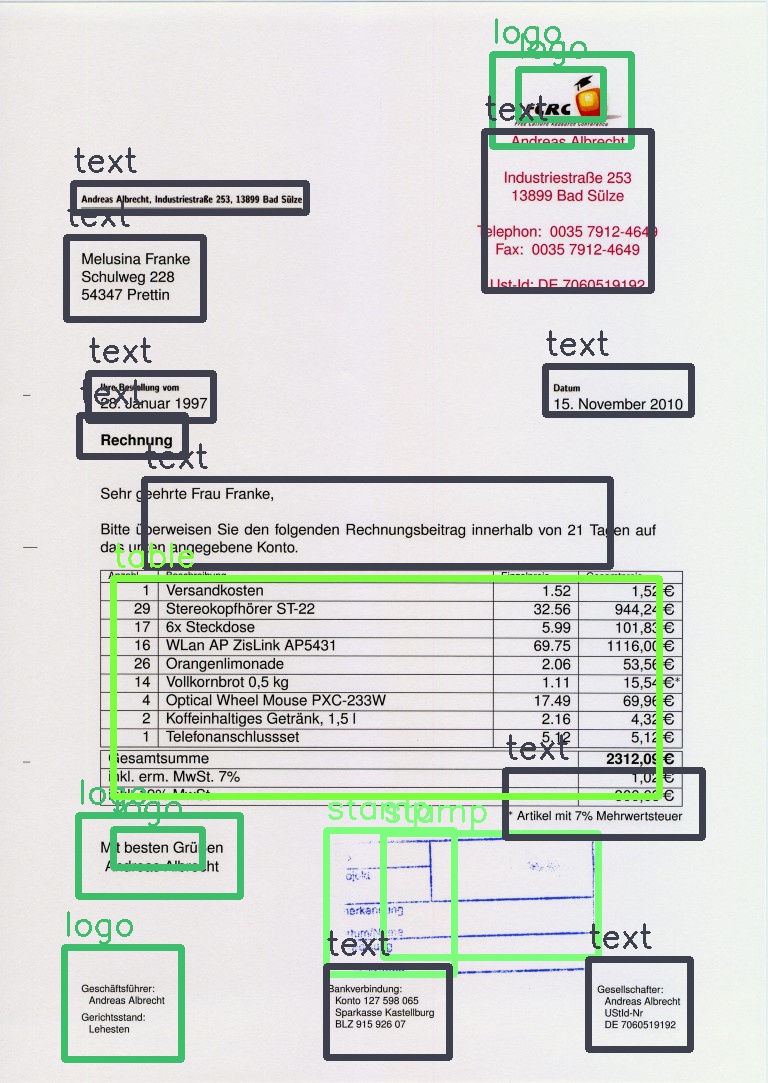 logo
logo
FCRC
Free Carrera Research Conference
text
Andreas Albrecht
Industriestraße 253
13899 Bad Sülze
Telephon: 0035 7912-4649
Fax: 0035 7912-4649
Ust-Id: DE 7060519192
text
Andreas Albrecht, Industriestraße 253, 13899 Bad Sülze
text
Melusina Franke
Schulweg 228
54347 Prettin
text
Ihre Bestellung vom
28. Januar 1997
text
Datum
15. November 2010
text
Rechnung
text
Sehr geehrte Frau Franke,
Bitte überweisen Sie den folgenden Rechnungsbeitrag innerhalb von 21 Tagen auf
das unten angegebene Konto.
table
Anzahl Beschreibung Einzelpreis Gesamtpreis
1 Versandkosten 1.52 1,52 €
29 Stereokopfhörer ST-22 32.56 944,24 €
17 6x Steckdose 5.99 101,83 €
16 WLan AP ZisLink AP5431 69.75 1116,00 €
26 Orangenlimonade 2.06 53,56 €
14 Vollkornbrot 0,5 kg 1.11 15,54 €*
4 Optical Wheel Mouse PXC-233W 17.49 69,96 €
2 Koffeinhaltiges Getränk, 1,5 l 2.16 4,32 €
1 Telefonanschlussset 5,12 5,12 €
Gesamtsumme 2312,09 €
inkl. erm. MwSt. 7% 1,02 €
MwSt.
text
* Artikel mit 7% Mehrwertsteuer
logo
logo
Mit besten Grüßen
Andreas Albrecht
stamp
stamp
logo
Geschäftsführer:
Andreas Albrecht
Gerichtsstand:
Lehesten
text
Bankverbindung:
Konto 127 598 065
Sparkasse Kastellburg
BLZ 915 926 07
text
Gesellschafter:
Andreas Albrecht
UStId-Nr
DE 7060519192